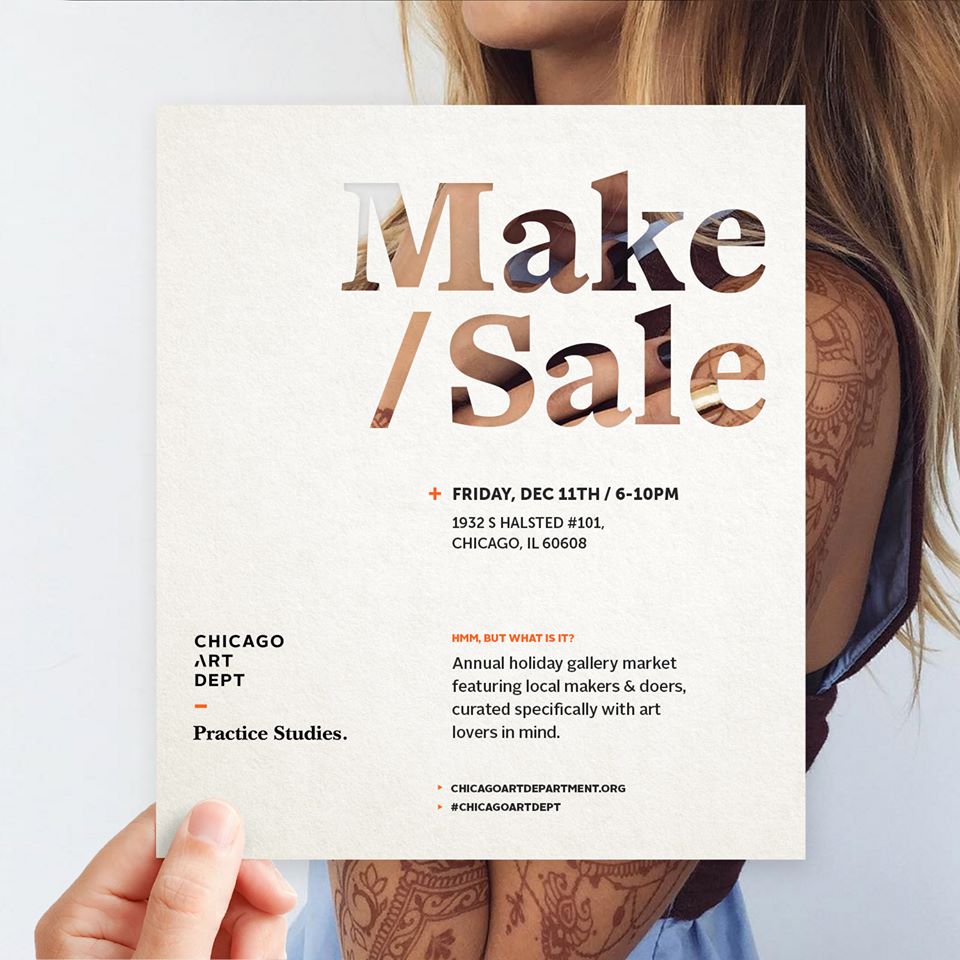 Make
/Sale
+ FRIDAY, DEC 11TH / 6-10PM
1932 S HALSTED #101,
CHICAGO, IL 60608
CHICAGO
ART
DEPT
–
Practice Studies.
HMM, BUT WHAT IS IT?
Annual holiday gallery market
featuring local makers & doers,
curated specifically with art
lovers in mind.
CHICAGOARTDEPARTMENT.ORG
#CHICAGOARTDEPT